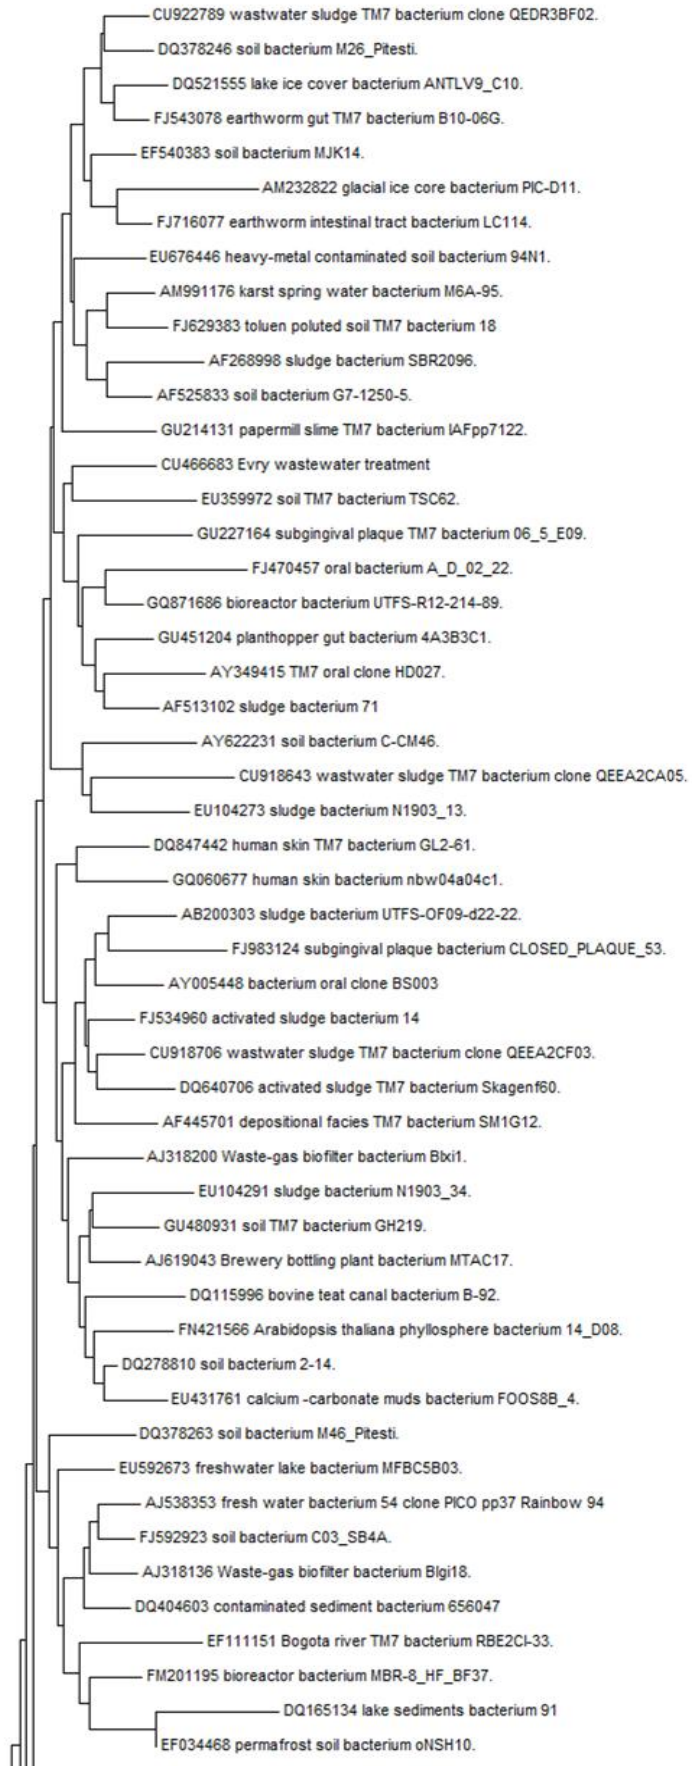 CU922789 wastwater sludge TM7 bacterium clone QEDR3BF02.
DQ378246 soil bacterium M26_Pitesti.
DQ521555 lake ice cover bacterium ANTLV9_C10.
FJ543078 earthworm gut TM7 bacterium B10-06G.
EF540383 soil bacterium MJK14.
AM232822 glacial ice core bacterium PIC-D11.
FJ716077 earthworm intestinal tract bacterium LC114.
EU676446 heavy-metal contaminated soil bacterium 94N1.
AM991176 karst spring water bacterium M6A-95.
FJ629383 toluen poluted soil TM7 bacterium 18
AF268998 sludge bacterium SBR2096.
AF525833 soil bacterium G7-1250-5.
GU214131 papermill slime TM7 bacterium IAFpp7122.
CU466683 Evry wastewater treatment
EU359972 soil TM7 bacterium TSC62.
GU227164 subgingival plaque TM7 bacterium 06_5_E09.
FJ470457 oral bacterium A_D_02_22.
GQ871686 bioreactor bacterium UTFS-R12-214-89.
GU451204 planthopper gut bacterium 4A3B3C1.
AY349415 TM7 oral clone HD027.
AF513102 sludge bacterium 71
AY622231 soil bacterium C-CM46.
CU918643 wastwater sludge TM7 bacterium clone QEEA2CA05.
EU104273 sludge bacterium N1903_13.
DQ847442 human skin TM7 bacterium GL2-61.
GQ060677 human skin bacterium nbw04a04c1.
AB200303 sludge bacterium UTFS-OF09-d22-22.
FJ983124 subgingival plaque bacterium CLOSED_PLAQUE_53.
AY005448 bacterium oral clone BS003
FJ534960 activated sludge bacterium 14
CU918706 wastwater sludge TM7 bacterium clone QEEA2CF03.
DQ640706 activated sludge TM7 bacterium Skagenf60.
AF445701 depositional facies TM7 bacterium SM1G12.
AJ318200 Waste-gas biofilter bacterium BIxi1.
EU104291 sludge bacterium N1903_34.
GU480931 soil TM7 bacterium GH219.
AJ619043 Brewery bottling plant bacterium MTAC17.
DQ115996 bovine teat canal bacterium B-92.
FN421566 Arabidopsis thaliana phyllosphere bacterium 14_D08.
DQ278810 soil bacterium 2-14.
EU431761 calcium -carbonate muds bacterium FOOS8B_4.
DQ378263 soil bacterium M46_Pitesti.
EU592673 freshwater lake bacterium MFBC5B03.
AJ538353 fresh water bacterium 54 clone PICO pp37 Rainbow 94
FJ592923 soil bacterium C03_SB4A.
AJ318136 Waste-gas biofilter bacterium BIgi18.
DQ404603 contaminated sediment bacterium 656047
EF111151 Bogota river TM7 bacterium RBE2CI-33.
FM201195 bioreactor bacterium MBR-8_HF_BF37.
DQ165134 lake sediments bacterium 91
EF034468 permafrost soil bacterium oNSH10.